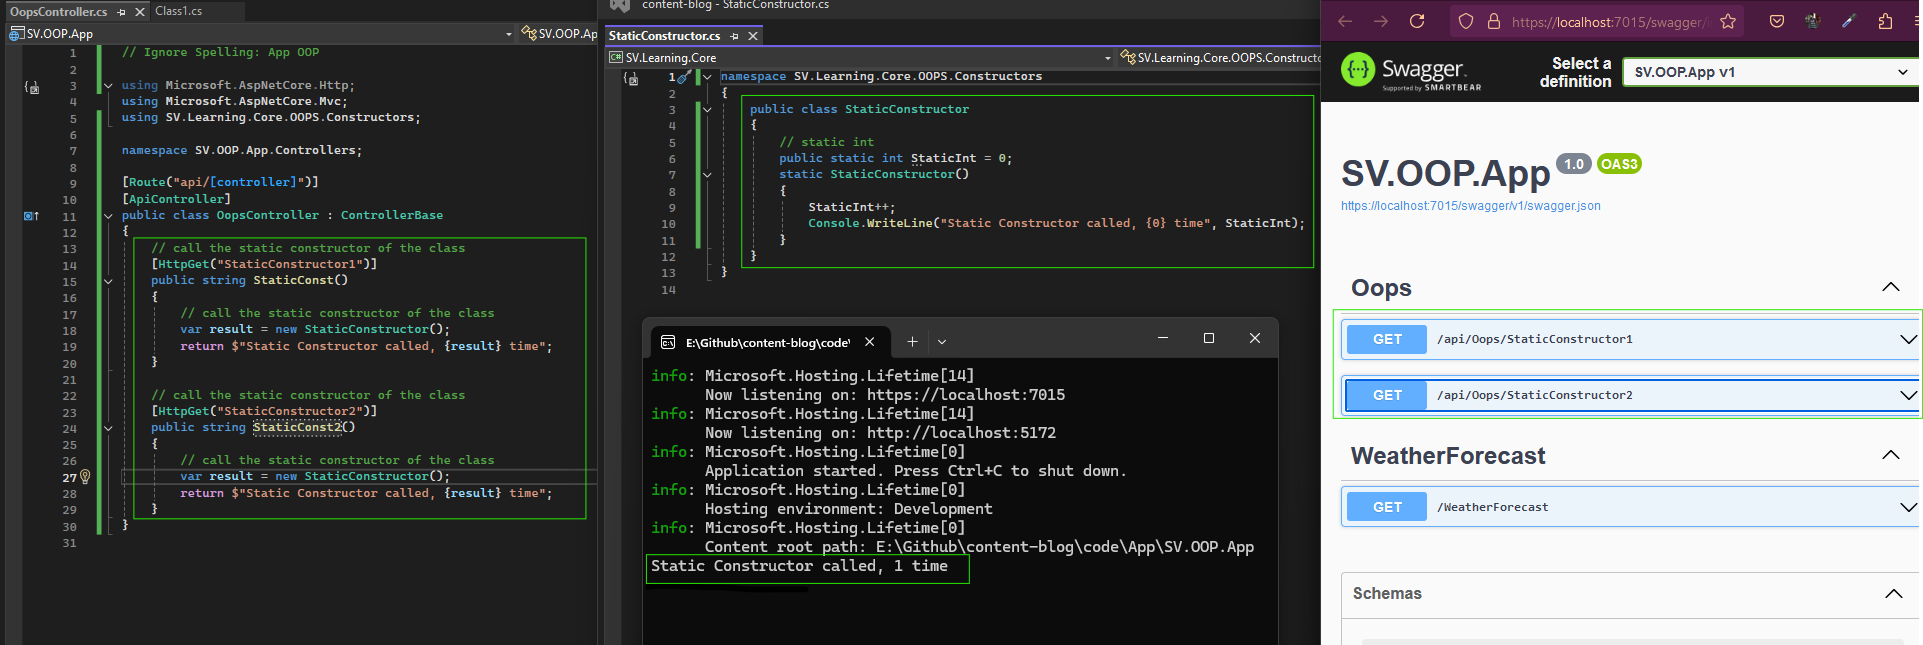 OopsController.cs
Class1.cs
SV.OOP.App
SV.OOP.Ap
1 // Ignore Spelling: App OOP
2
3 using Microsoft.AspNetCore.Http;
4 using Microsoft.AspNetCore.Mvc;
5 using SV.Learning.Core.OOPS.Constructors;
6
7 namespace SV.OOP.App.Controllers;
8
9 [Route("api/[controller]")]
10 [ApiController]
11 public class OopsController : ControllerBase
12 {
13 // call the static constructor of the class
14 [HttpGet("StaticConstructor1")]
15 public string StaticConst()
16 {
17 // call the static constructor of the class
18 var result = new StaticConstructor();
19 return $"Static Constructor called, {result} time";
20 }
21
22 // call the static constructor of the class
23 [HttpGet("StaticConstructor2")]
24 public string StaticConst2()
25 {
26 // call the static constructor of the class
27 var result = new StaticConstructor();
28 return $"Static Constructor called, {result} time";
29 }
30 }
31
content-blog - StaticConstructor.cs
StaticConstructor.cs
C# SV.Learning.Core
SV.Learning.Core.OOPS.Constructo
1 namespace SV.Learning.Core.OOPS.Constructors
2 {
3 public class StaticConstructor
4 {
5 // static int
6 public static int StaticInt = 0;
7 static StaticConstructor()
8 {
9 StaticInt++;
10 Console.WriteLine("Static Constructor called, {0} time", StaticInt);
11 }
12 }
13 }
14
E:\Github\content-blog\code\
info: Microsoft.Hosting.Lifetime[14]
Now listening on: https://localhost:7015
info: Microsoft.Hosting.Lifetime[14]
Now listening on: http://localhost:5172
info: Microsoft.Hosting.Lifetime[0]
Application started. Press Ctrl+C to shut down.
info: Microsoft.Hosting.Lifetime[0]
Hosting environment: Development
info: Microsoft.Hosting.Lifetime[0]
Content root path: E:\Github\content-blog\code\App\SV.OOP.App
Static Constructor called, 1 time
https://localhost:7015/swagger/
Swagger.
Supported by SMARTBEAR
Select a definition
SV.OOP.App v1
SV.OOP.App 1.0 OAS3
https://localhost:7015/swagger/v1/swagger.json
Oops
GET /api/Oops/StaticConstructor1
GET /api/Oops/StaticConstructor2
WeatherForecast
GET /WeatherForecast
Schemas